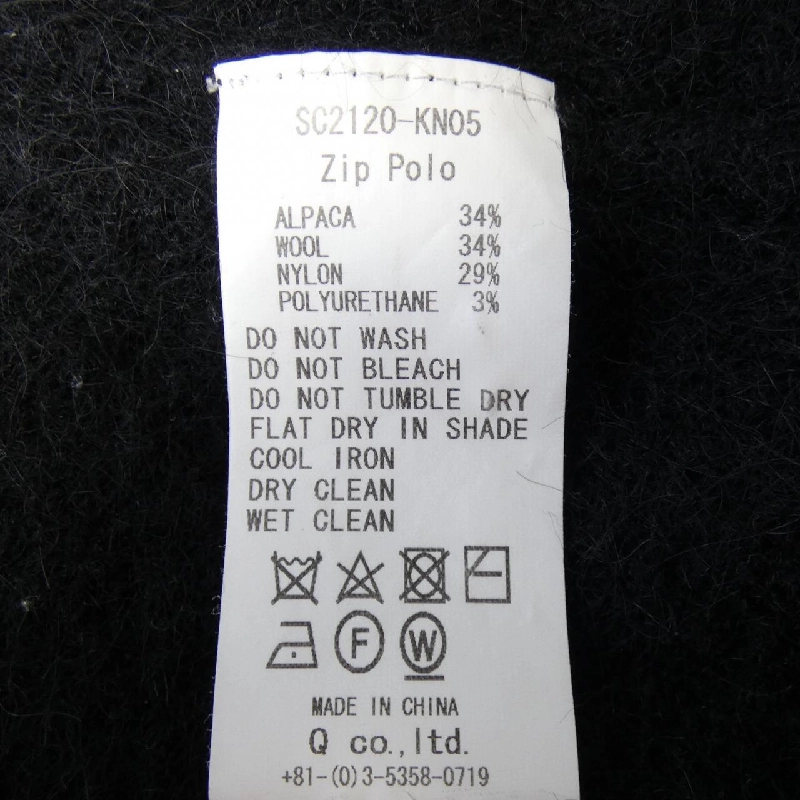 SC2120-KN05
Zip Polo
ALPACA 34%
WOOL 34%
NYLON 29%
POLYURETHANE 3%
DO NOT WASH
DO NOT BLEACH
DO NOT TUMBLE DRY
FLAT DRY IN SHADE
COOL IRON
DRY CLEAN
WET CLEAN
F W
MADE IN CHINA
Q co.,ltd.
+81-(0)3-5358-0719